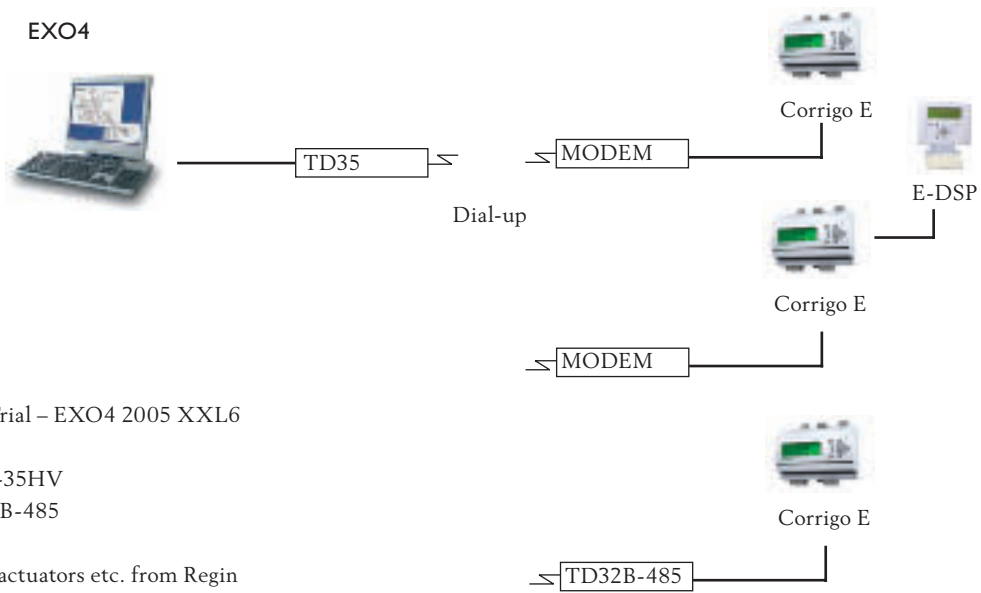 EXO4
Corrigo E
TD35
MODEM
E-DSP
Dial-up
Corrigo E
MODEM
– EXO4 2005 XXL6
-35HV
B-485
Corrigo E
actuators etc. from Regin
TD32B-485